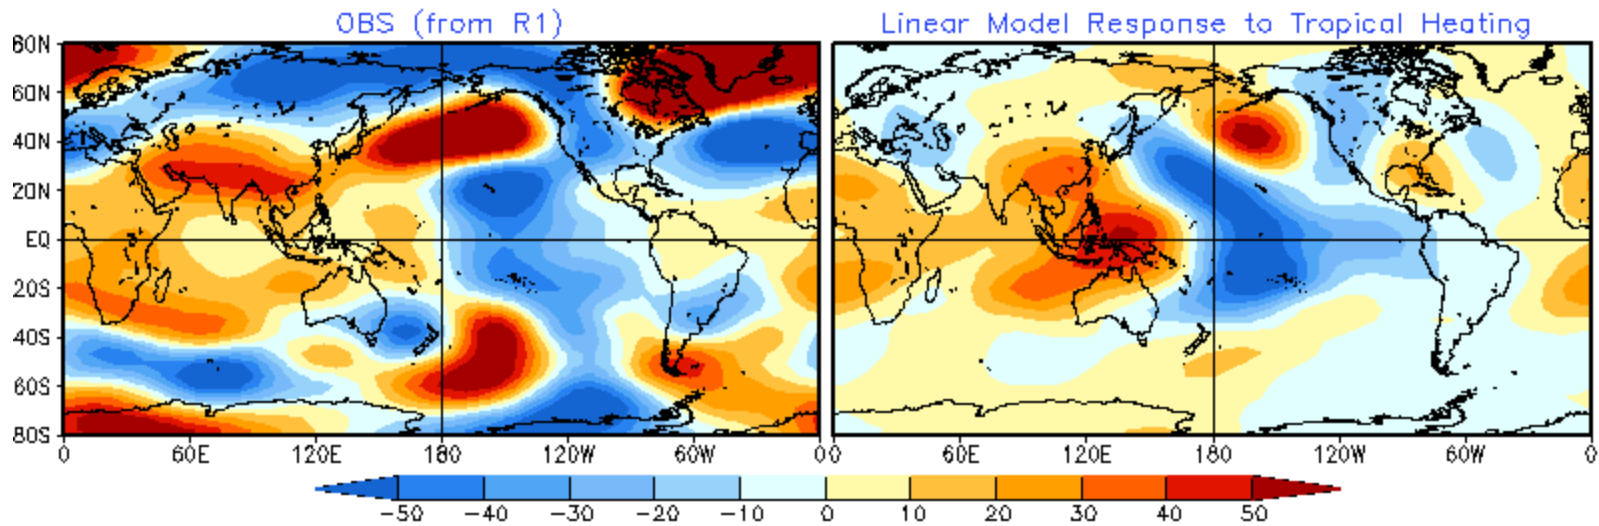 OBS (from R1)
Linear Model Response to Tropical Heating
80N
60N
40N
20N
EQ
20S
40S
60S
80S
0 60E 120E 180 120W 60W 0
0 60E 120E 180 120W 60W 0
-50 -40 -30 -20 -10 0 10 20 30 40 50